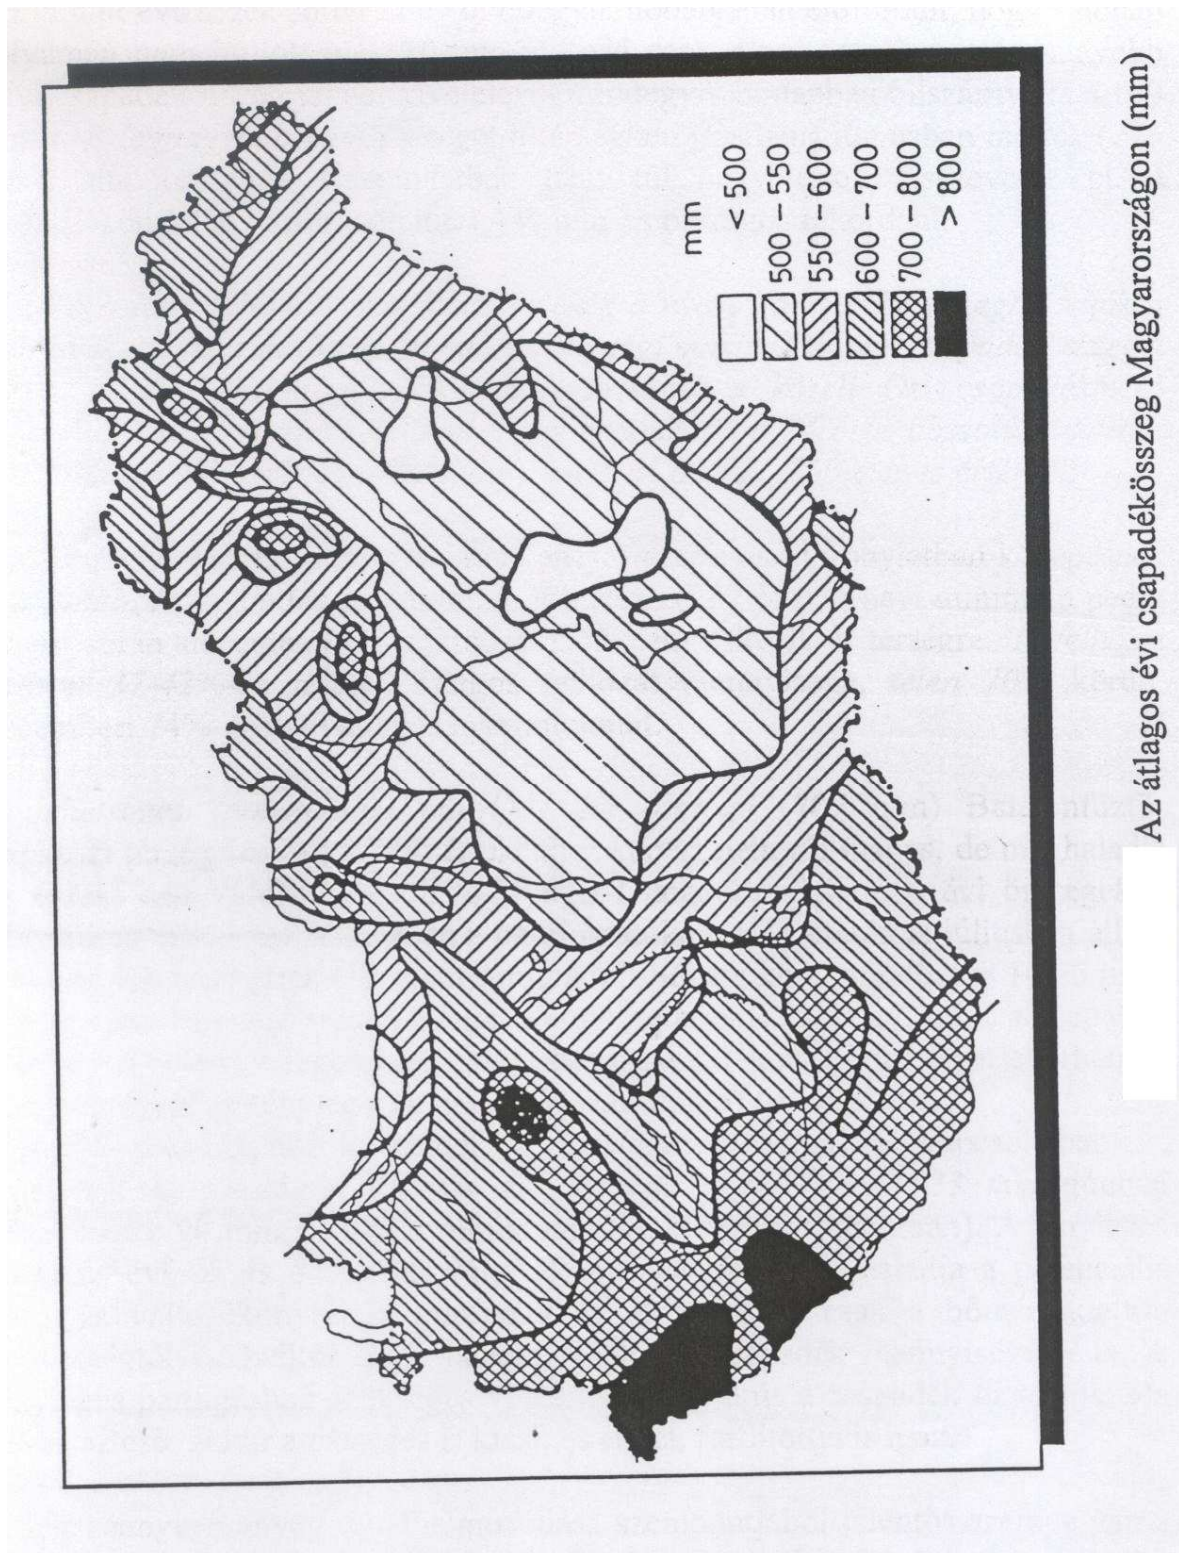 mm
< 500
500 – 550
550 – 600
600 – 700
700 – 800
> 800
Az átlagos évi csapadékösszeg Magyarországon (mm)